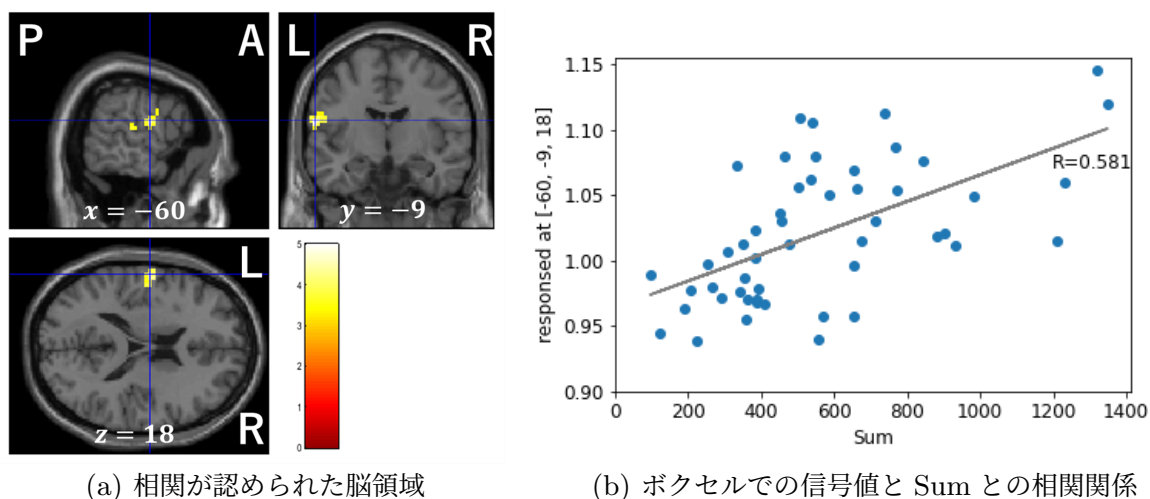 P A
x = −60
L R
y = −9
L
R
z = 18
5
4
3
2
1
0
(a) 相関が認められた脳領域
responsed at [-60, -9, 18]
1.15
1.10
1.05
1.00
0.95
0.90
R=0.581
0 200 400 600 800 1000 1200 1400
Sum
(b) ボクセルでの信号値と Sum との相関関係